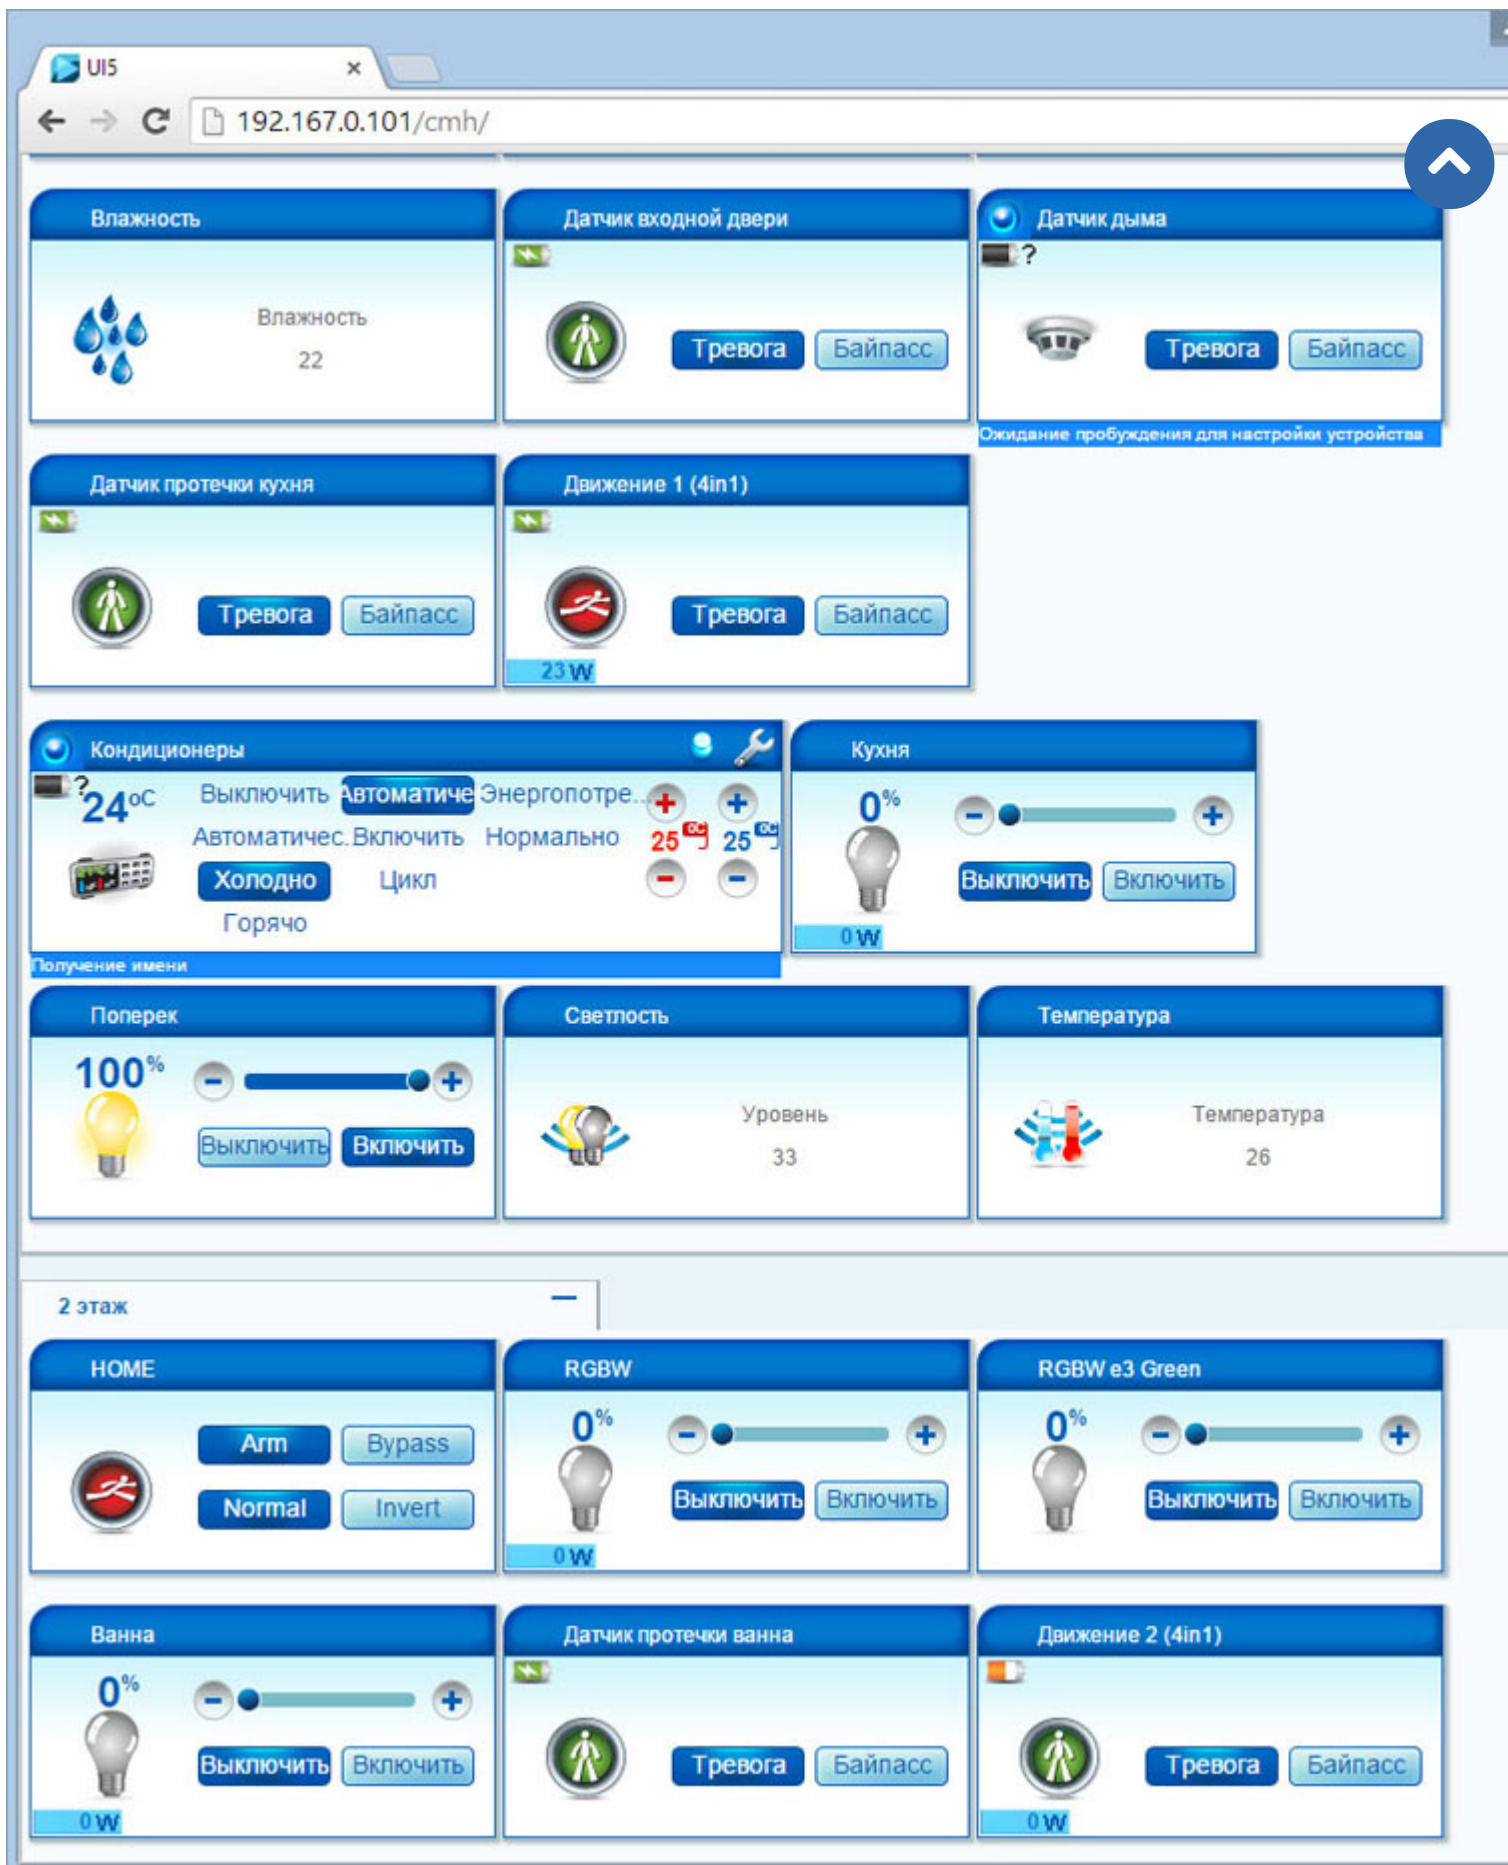 UI5
192.167.0.101/cmh/
Влажность
Датчик входной двери
Датчик дыма
?
Влажность
22
Тревога Байпасс
Тревога Байпасс
Ожидание пробуждения для настройки устройства
Датчик протечки кухня
Движение 1 (4in1)
Тревога Байпасс
Тревога Байпасс
23 W
Кондиционеры
Кухня
?
24°C
Выключить Автоматиче Энергопотре...
Автоматичес. Включить Нормально
25 °C 25 °C
Холодно Цикл
Горячо
0%
Выключить Включить
0 W
Получение имени
Поперек
Светлость
Температура
100%
Выключить Включить
Уровень
33
Температура
26
2 этаж
HOME
RGBW
RGBW e3 Green
Arm Bypass
Normal Invert
0%
Выключить Включить
0 W
0%
Выключить Включить
Ванна
Датчик протечки ванна
Движение 2 (4in1)
0%
Выключить Включить
0 W
Тревога Байпасс
Тревога Байпасс
0 W